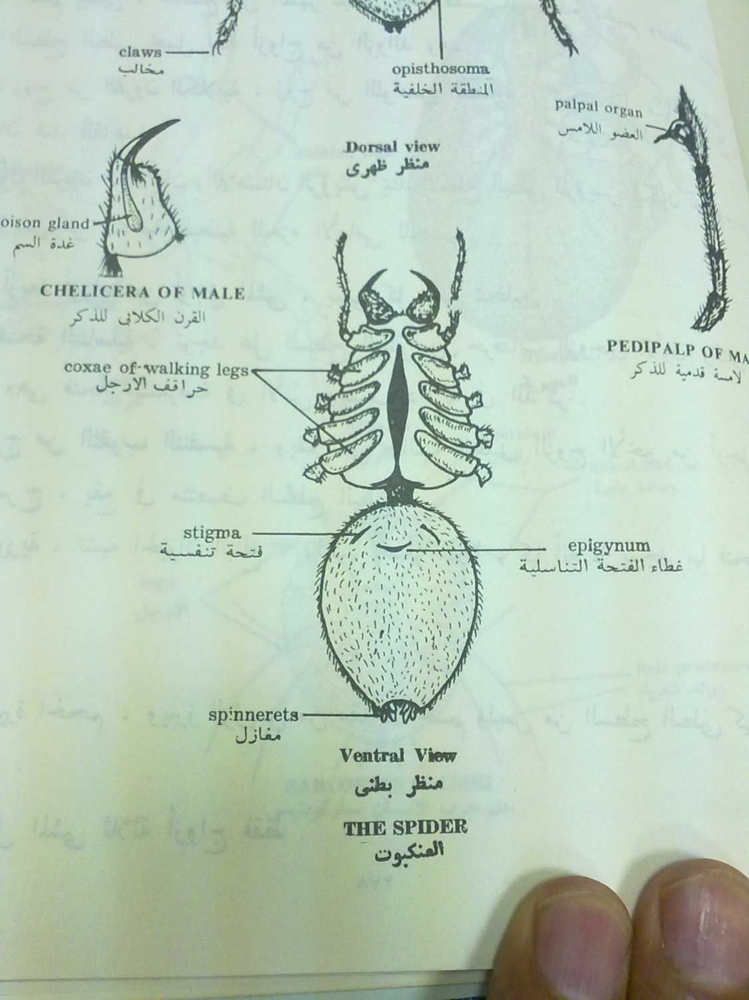 claws
مخالب
opisthosoma
المنطقة الخلفية
palpal organ
العضو اللامس
Dorsal view
منظر ظهرى
oison gland
غدة السم
CHELICERA OF MALE
القرن الكلابى للذكر
PEDIPALP OF MA
لامسة قدمية للذكر
coxae of walking legs
حراقف الارجل
stigma
فتحة تنفسية
epigynum
غطاء الفتحة التناسلية
spinnerets
مغازل
Ventral View
منظر بطنى
THE SPIDER
العنكبوت